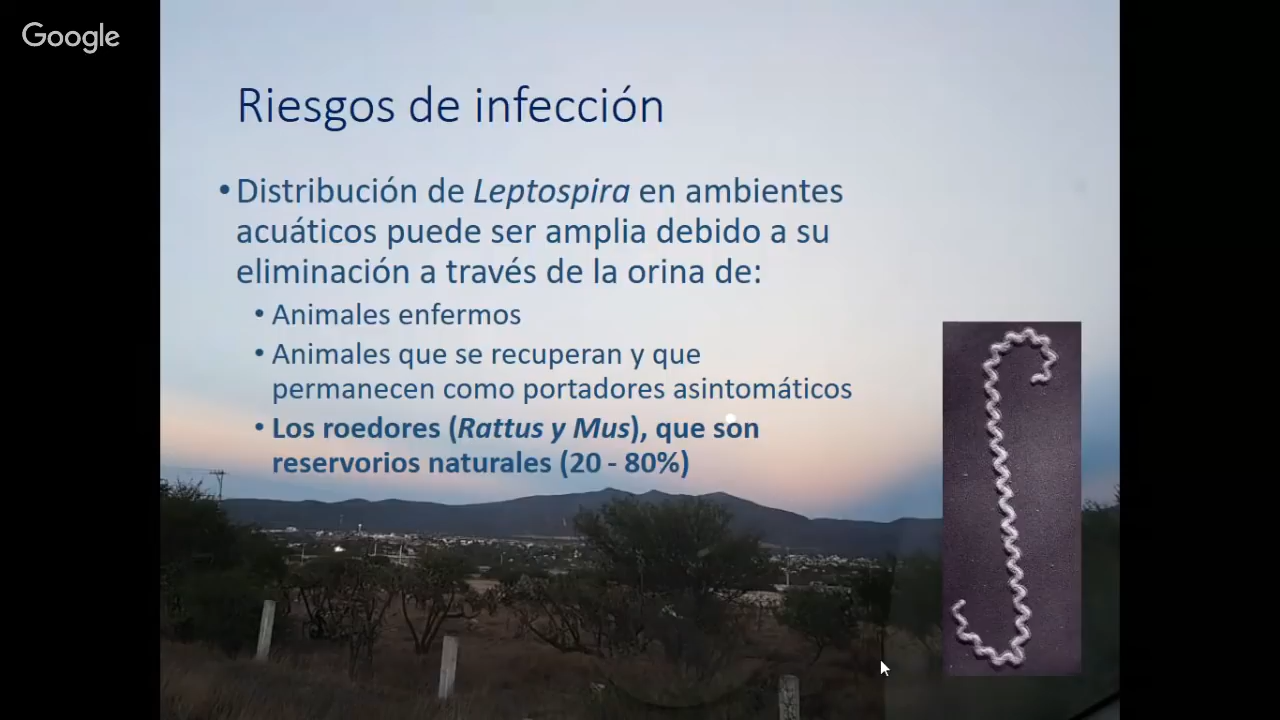 Google
Riesgos de infección
• Distribución de Leptospira en ambientes
acuáticos puede ser amplia debido a su
eliminación a través de la orina de:
• Animales enfermos
• Animales que se recuperan y que
permanecen como portadores asintomáticos
• Los roedores (Rattus y Mus), que son
reservorios naturales (20 - 80%)